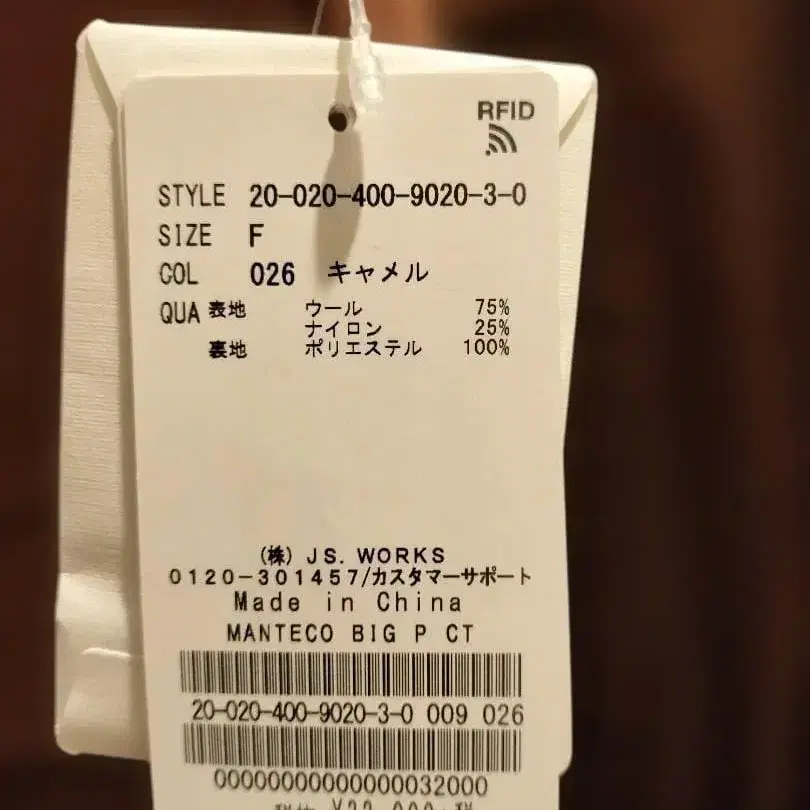 RFID
STYLE 20-020-400-9020-3-0
SIZE F
COL 026 キャメル
QUA 表地 ウール 75%
ナイロン 25%
裏地 ポリエステル 100%
(株) JS. WORKS
0120-301457/カスタマーサポート
Made in China
MANTECO BIG P CT
20-020-400-9020-3-0 009 026
00000000000000032000